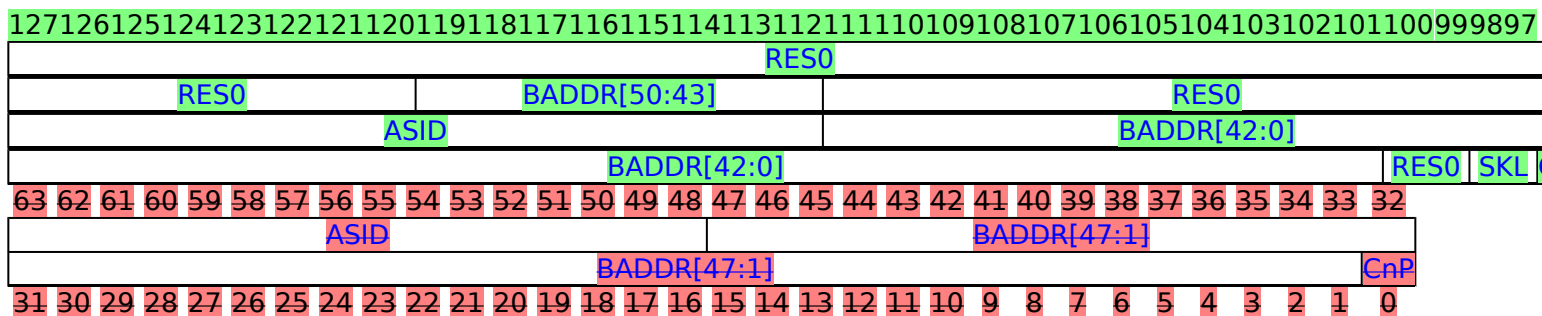 127126125124123122121120119118117116115114113112111110109108107106105104103102101100999897
RES0
RES0 BADDR[50:43] RES0
ASID BADDR[42:0]
BADDR[42:0] RES0 SKL
63 62 61 60 59 58 57 56 55 54 53 52 51 50 49 48 47 46 45 44 43 42 41 40 39 38 37 36 35 34 33 32
ASID BADDR[47:1]
BADDR[47:1] CnP
31 30 29 28 27 26 25 24 23 22 21 20 19 18 17 16 15 14 13 12 11 10 9 8 7 6 5 4 3 2 1 0